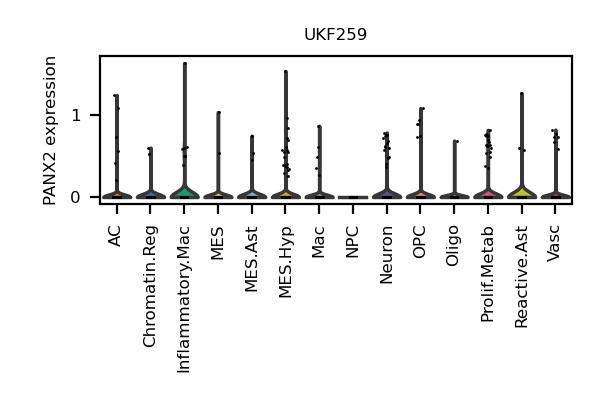 UKF259
PANX2 expression
1
0
AC
Chromatin.Reg
Inflammatory.Mac
MES
MES.Ast
MES.Hyp
Mac
NPC
Neuron
OPC
Oligo
Prolif.Metab
Reactive.Ast
Vasc